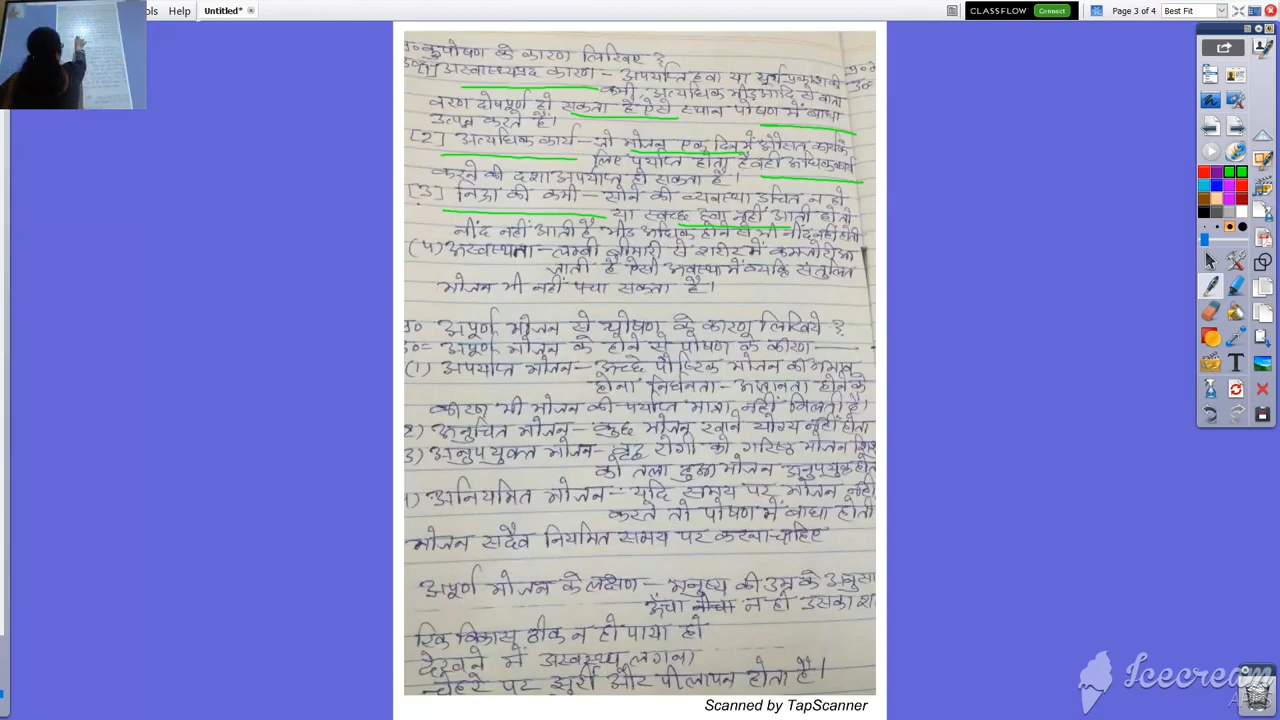 ols Help Untitled*
CLASSFLOW Connect Page 3 of 4 Best Fit
प्र० कुपोषण के कारण लिखिए ?
अस्वास्थ्यप्रद कारण – अपर्याप्त हवा या सूर्य प्रकाश की
कमी, अत्यधिक भीड़ आदि से वाता
वरण दोषपूर्ण हो सकता है ऐसे स्थान पोषण में बाधा
उत्पन्न करते हैं।
[2] अत्यधिक कार्य – जो भोजन एक दिन में औसत कार्य के
लिए पर्याप्त होता है वही अधिक कार्य
करने की दशा अपर्याप्त हो सकता है।
[3] निद्रा की कमी – सोने की व्यवस्था उचित न हो
या स्वच्छ हवा नहीं आती हो तो
नींद नहीं आती है भीड़ अधिक होने से भी नींद नहीं
(4) अस्वस्थता – लम्बी बीमारी से शरीर में कमजोरी आ
जाती है ऐसी अवस्था में व्यक्ति संतुलित
भोजन भी नहीं पचा सकता है।
प्र० अपूर्ण भोजन से पोषण के कारण लिखिये ?
उ०= अपूर्ण भोजन के होने से पोषण के कारण ——
(1) अपर्याप्त भोजन – अच्छे पौष्टिक भोजन का अभाव
होना निर्धनता – अज्ञानता होने के
कारण भी भोजन की पर्याप्त मात्रा नहीं मिलती है।
2) अनुचित भोजन – कुछ भोजन खाने योग्य नहीं होता
3) अनुपयुक्त भोजन – वृद्ध रोगी को गरिष्ठ भोजन शिशु
को तला हुआ भोजन अनुपयुक्त होत
अनियमित भोजन – यदि समय पर भोजन नहीं
करते तो पोषण में बाधा होती
भोजन सदैव नियमित समय पर करना चाहिए
अपूर्ण भोजन के लक्षण – मनुष्य की उम्र के अनुसा
ऊँचा नीचा न हो उसका शा
रिक विकास ठीक न हो पाया हो
देखने में अस्वस्थ्य लगना
चेहरे पर झुर्री और पीलापन होता है।
Scanned by TapScanner
Icecream
APPS